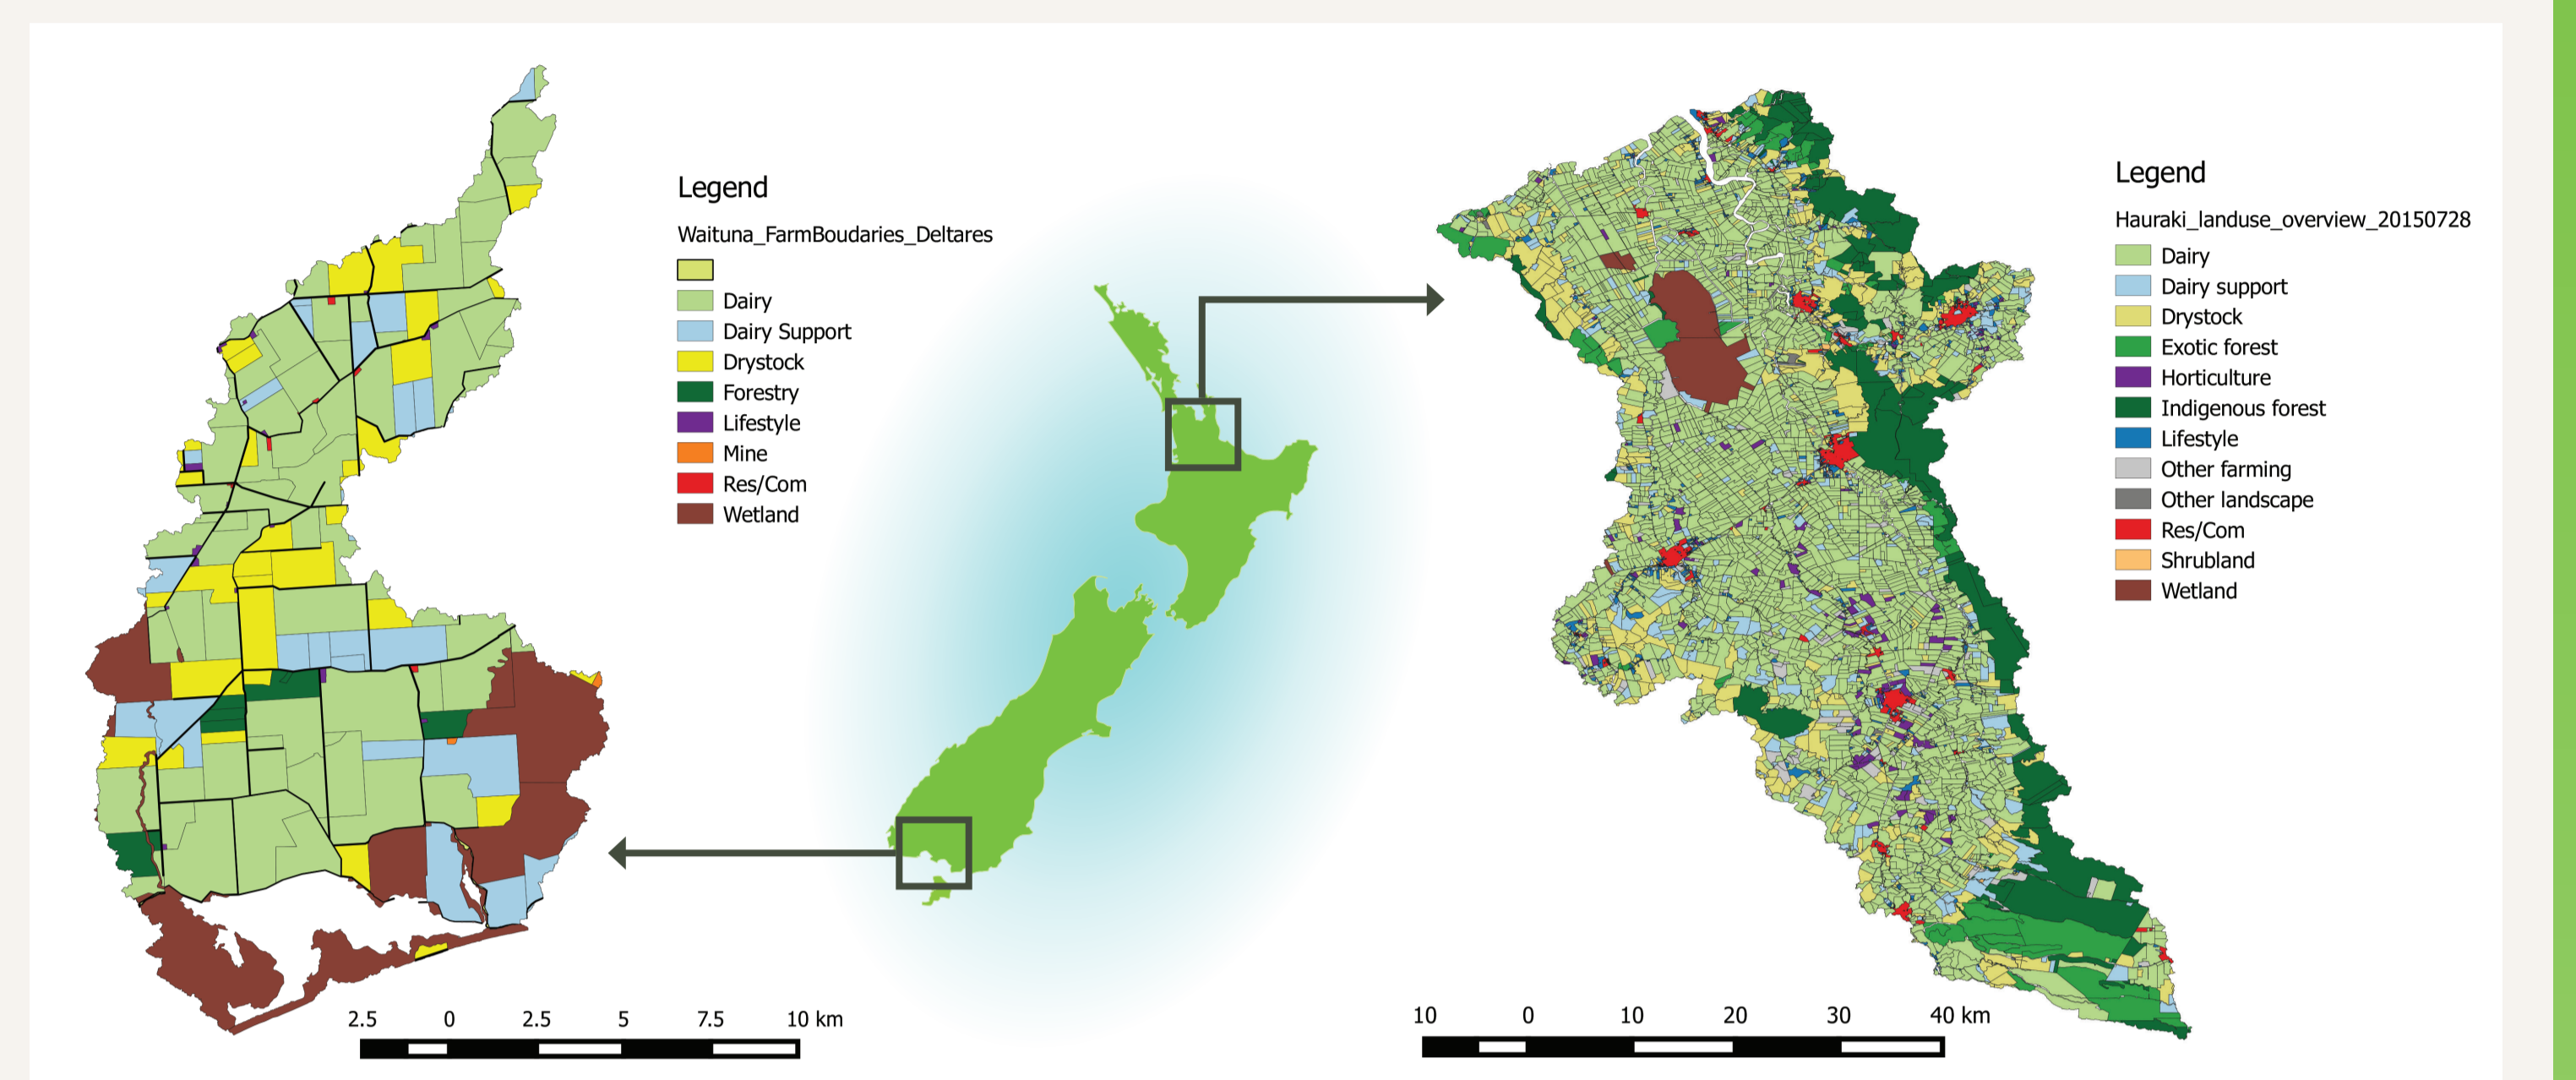 Legend
Waituna_FarmBoudaries_Deltares
Dairy
Dairy Support
Drystock
Forestry
Lifestyle
Mine
Res/Com
Wetland
2.5 0 2.5 5 7.5 10 km
Legend
Hauraki_landuse_overview_20150728
Dairy
Dairy support
Drystock
Exotic forest
Horticulture
Indigenous forest
Lifestyle
Other farming
Other landscape
Res/Com
Shrubland
Wetland
10 0 10 20 30 40 km